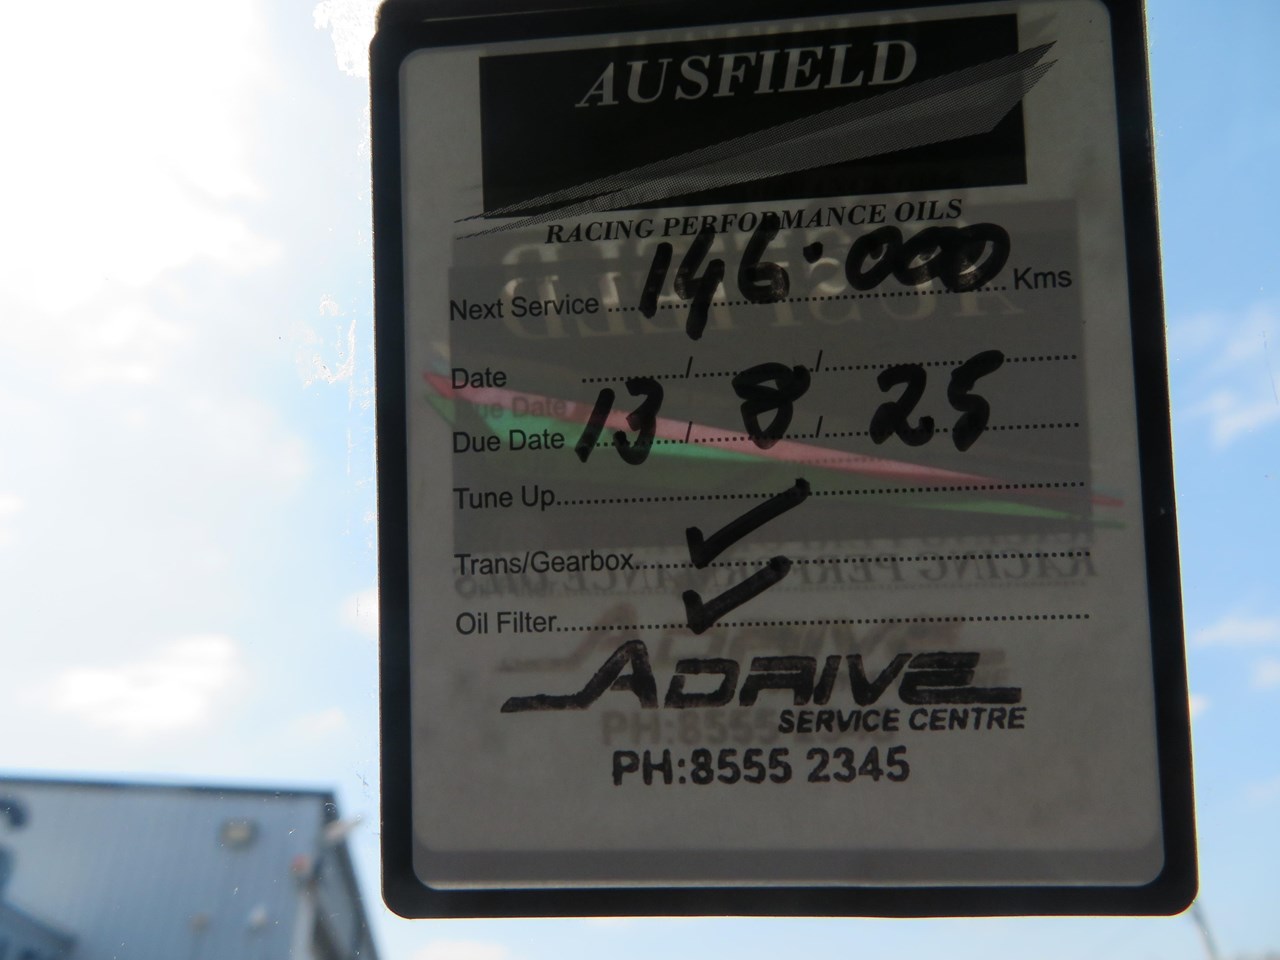 AUSFIELD
RACING PERFORMANCE OILS
Next Service 146.000 Kms
Date / /
Due Date 13 / 8 / 25
Tune Up
Trans/Gearbox ✓
Oil Filter ✓
ADRIVE
SERVICE CENTRE
PH:8555 2345